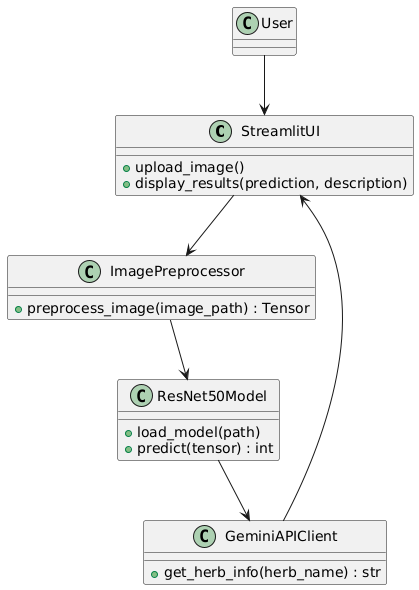 C User
C StreamlitUI
upload_image()
display_results(prediction, description)
C ImagePreprocessor
preprocess_image(image_path) : Tensor
C ResNet50Model
load_model(path)
predict(tensor) : int
C GeminiAPIClient
get_herb_info(herb_name) : str